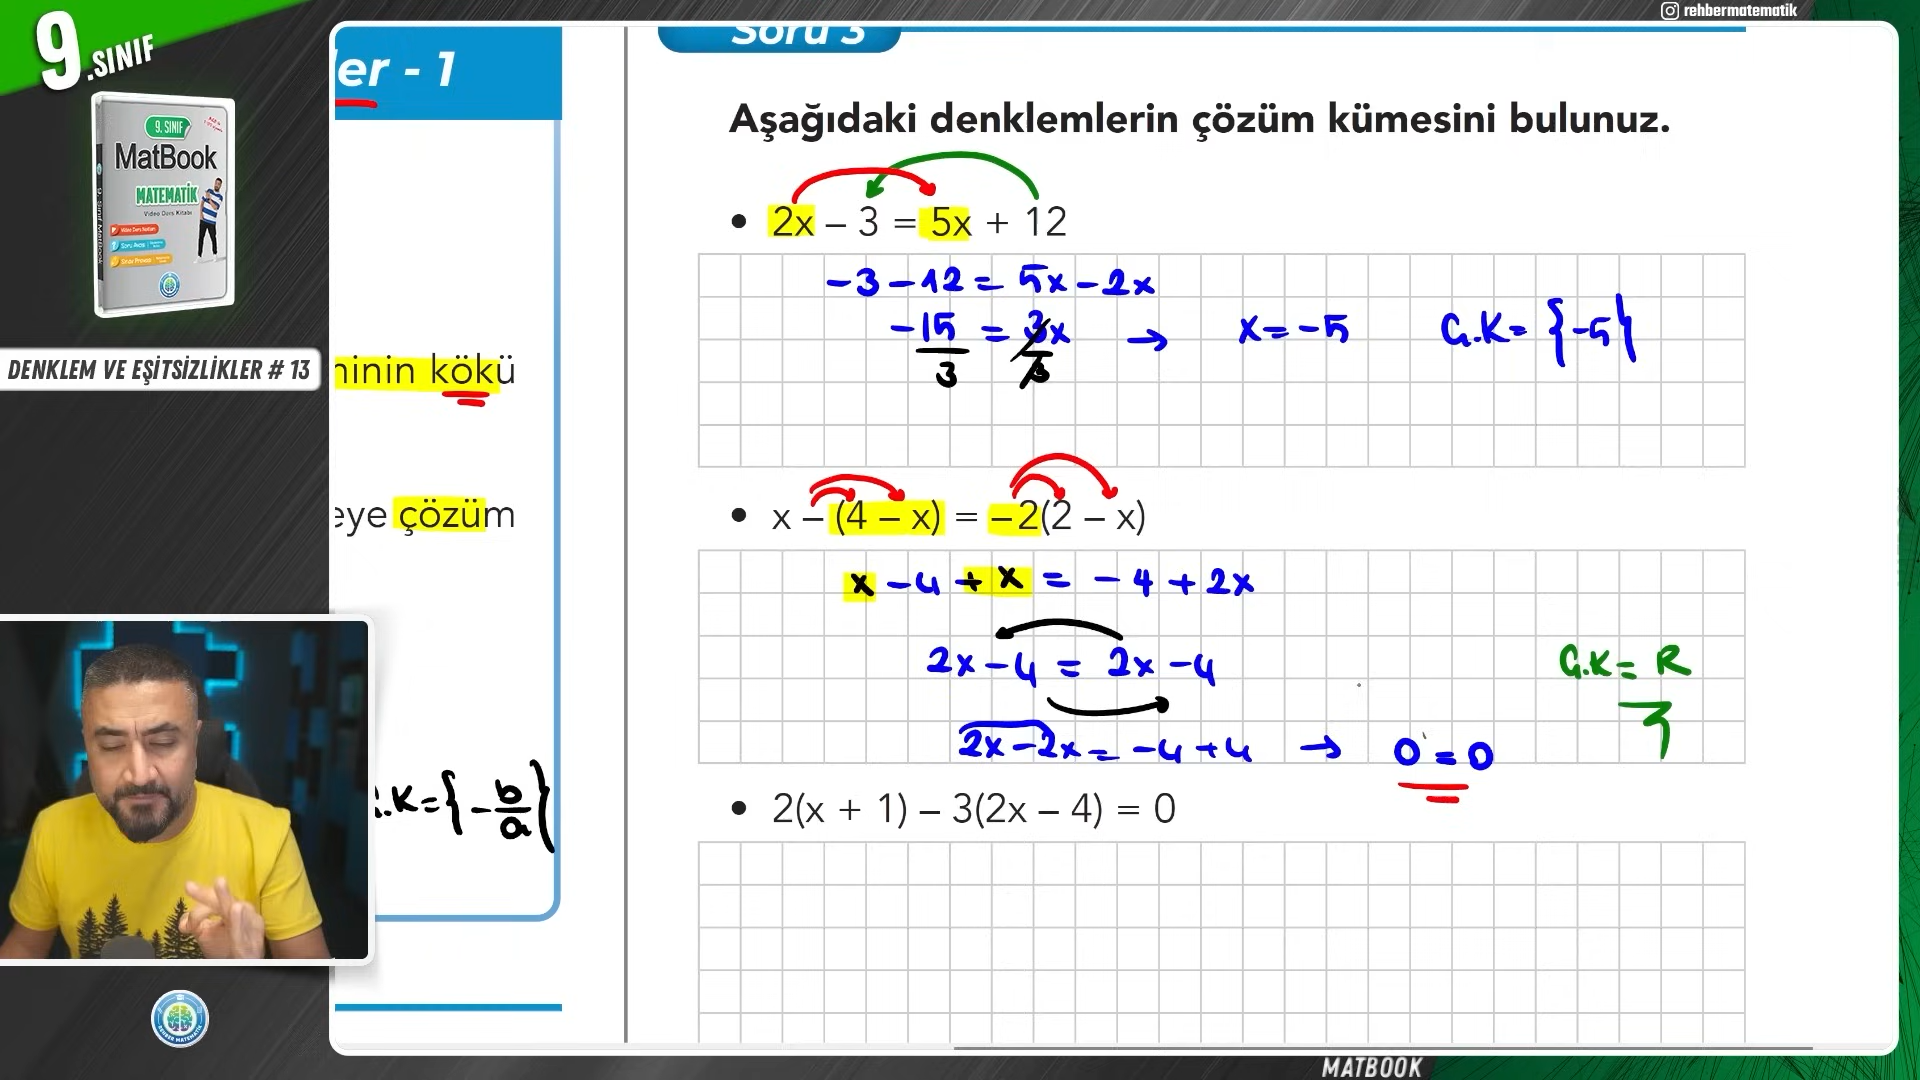 rehbermatematik
9.SINIF
9. SINIF
MatBook
MATEMATİK
Video Ders Kitabı
DENKLEM VE EŞİTSİZLİKLER # 13
er - 1
ninin kökü
eye çözüm
.K={-b/a}
Soru 3
Aşağıdaki denklemlerin çözüm kümesini bulunuz.
• 2x – 3 = 5x + 12
-3-12 = 5x-2x
-15/3 = 3x/3 → x=-5 Ç.K= {-5}
• x – (4 – x) = –2(2 – x)
x -4 + x = -4 + 2x
2x-4 = 2x-4
Ç.K= R
2x-2x= -4+4 → 0=0
• 2(x + 1) – 3(2x – 4) = 0
MATBOOK